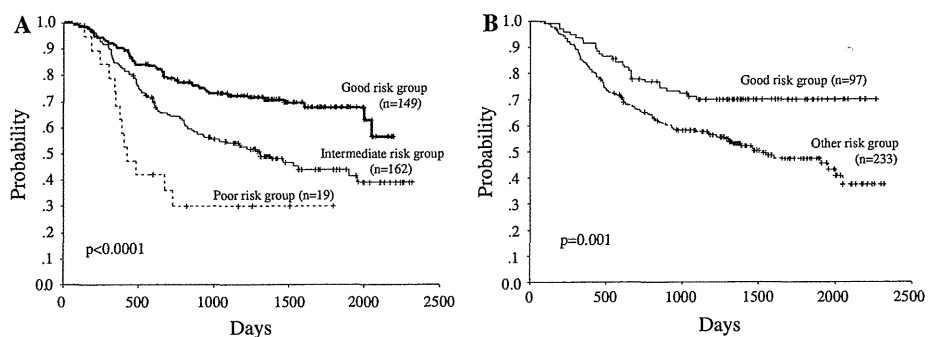 A
1.0
.9
.8
.7
.6
.5
.4
.3
.2
.1
0.0
Probability
Good risk group
(n=149)
Intermediate risk group
(n=162)
Poor risk group (n=19)
p<0.0001
0
500
1000
1500
2000
2500
Days
B
1.0
.9
.8
.7
.6
.5
.4
.3
.2
.1
0.0
Probability
Good risk group (n=97)
Other risk group
(n=233)
p=0.001
0
500
1000
1500
2000
2500
Days